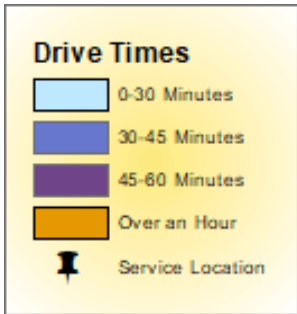 Drive Times
0-30 Minutes
30-45 Minutes
45-60 Minutes
Over an Hour
Service Location